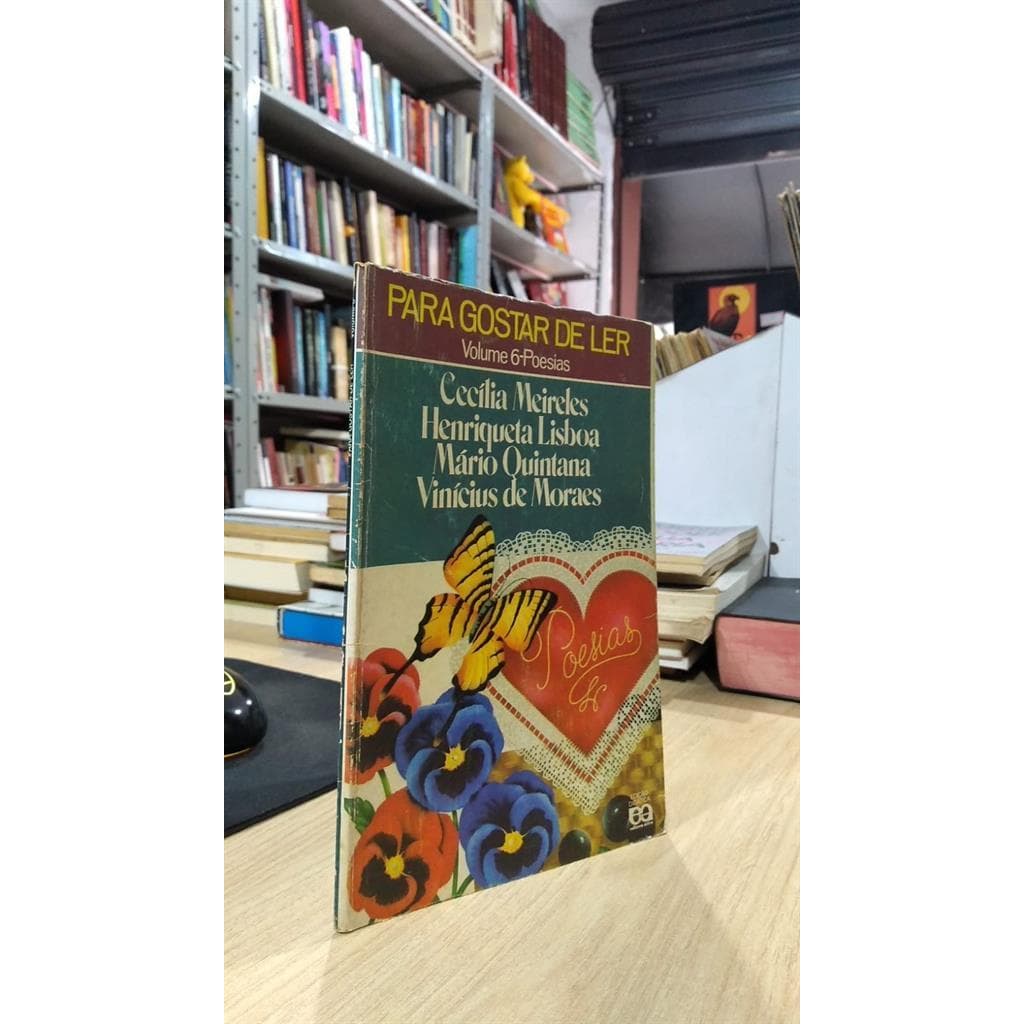 PARA GOSTAR DE LER
Volume 6-Poesias
Cecília Meireles
Henriqueta Lisboa
Mário Quintana
Vinícius de Moraes
Poesias